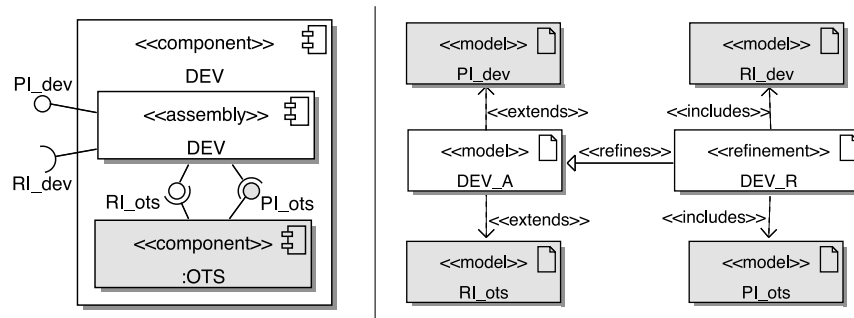 <<component>>
DEV
PI_dev
<<assembly>>
DEV
RI_dev
RI_ots
PI_ots
<<component>>
:OTS
<<model>>
PI_dev
<<model>>
RI_dev
<<extends>>
<<includes>>
<<model>>
DEV_A
<<refines>>
<<refinement>>
DEV_R
<<extends>>
<<includes>>
<<model>>
RI_ots
<<model>>
PI_ots